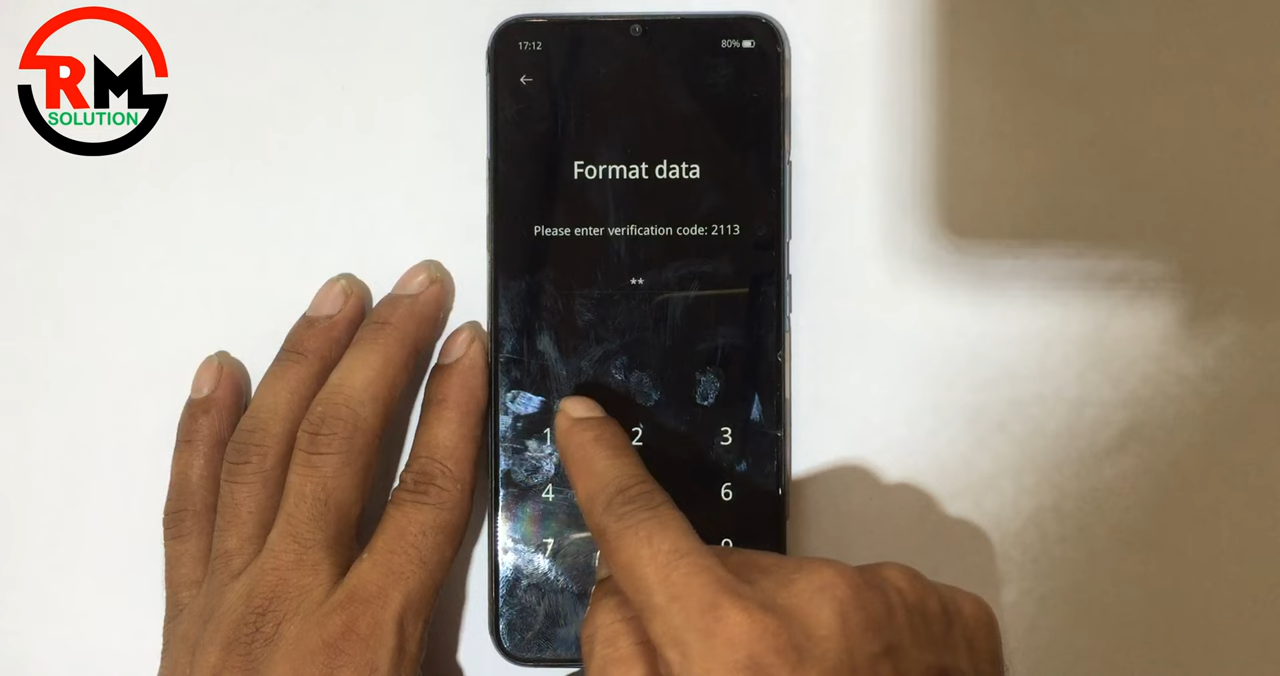 RM
SOLUTION
17:12
80%
Format data
Please enter verification code: 2113
**
1 2 3
4 6
7